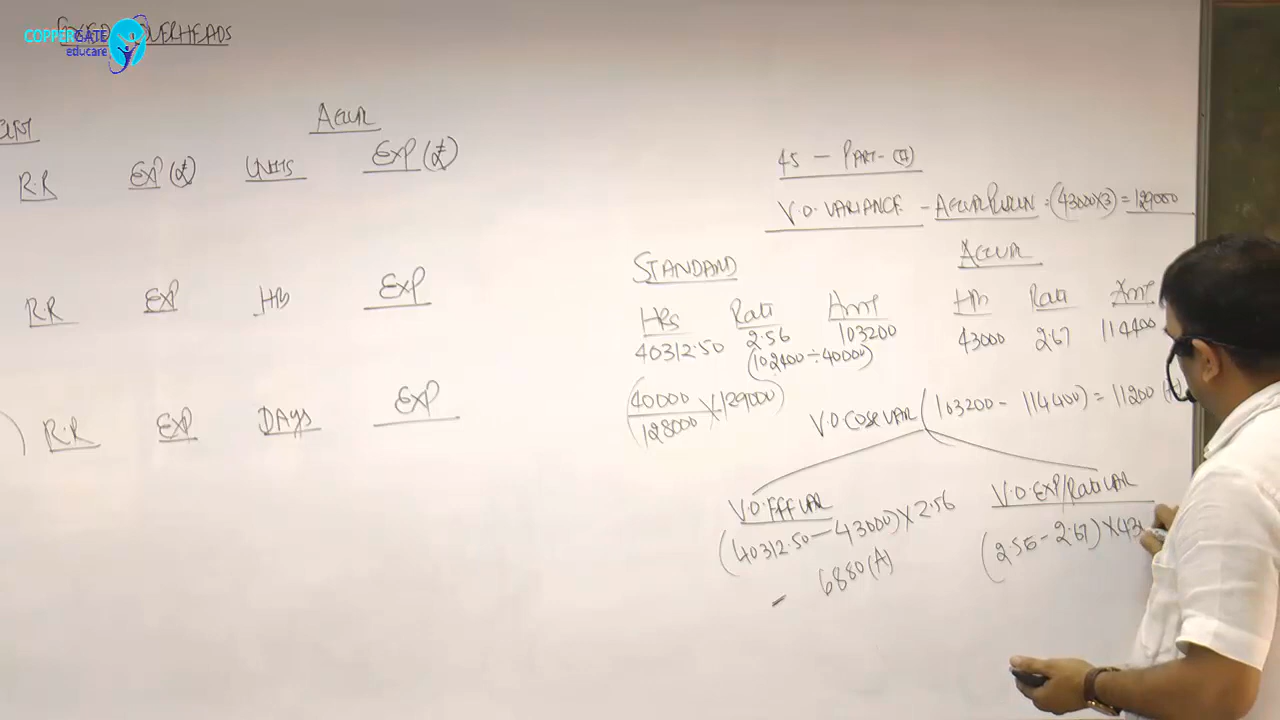 COPPERGATE
educare
OVERHEADS
ACTUAL
R.R EXP (₹) UNITS EXP (₹)
R.R EXP HRS EXP
R.R EXP DAYS EXP
45 - PART - (II)
V.O. VARIANCE - ACTUAL PRODUCN : (43000X3) = 129000
STANDARD
ACTUAL
HRS Rate Amt
HRS Rate Amt
40312.50 2.56 103200
43000 2.67 114400
(102400 ÷ 40000)
(40000
128000 X 129000)
V.O COST VAR (103200 - 114400) = 11200
V.O. EFF VAR
V.O. EXP/Rate VAR
(40312.50 - 43000) X 2.56
(2.56 - 2.67) X 43
6880 (A)